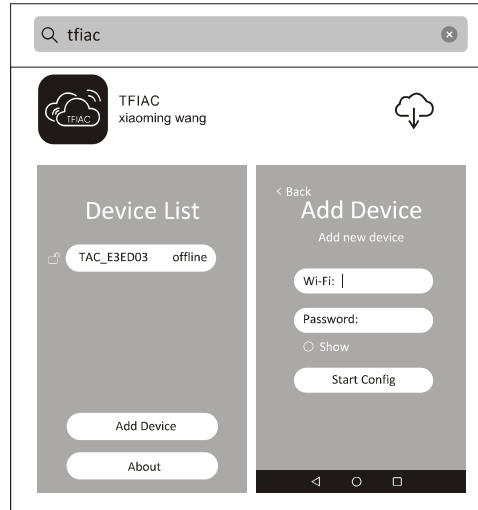 tfiac
TFIAC
TFIAC
xiaoming wang
Device List
TAC_E3ED03 offline
Add Device
About
< Back
Add Device
Add new device
Wi-Fi:
Password:
Show
Start Config